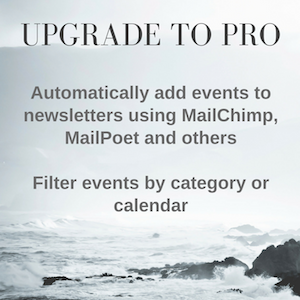 UPGRADE TO PRO
Automatically add events to
newsletters using MailChimp,
MailPoet and others
Filter events by category or
calendar